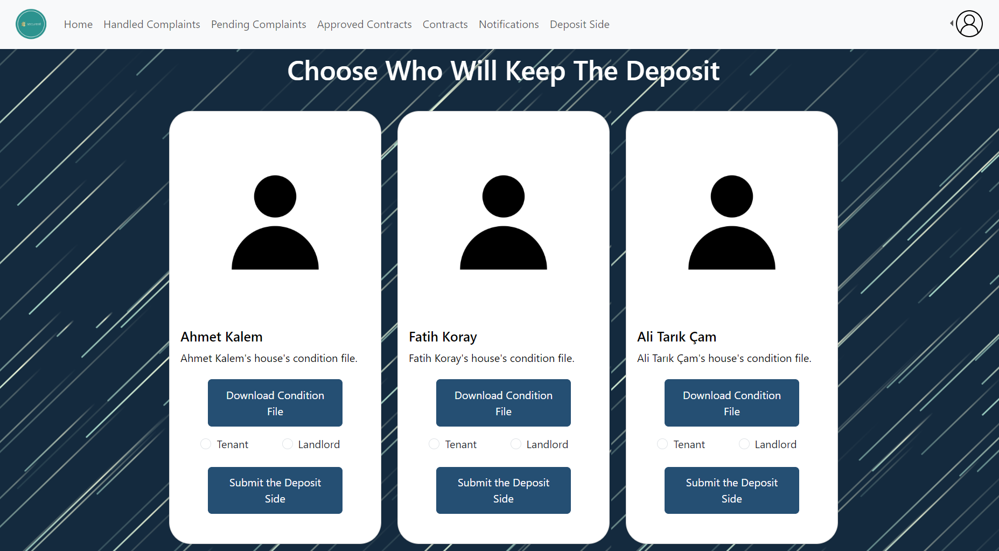 securent
Home Handled Complaints Pending Complaints Approved Contracts Contracts Notifications Deposit Side
Choose Who Will Keep The Deposit
Ahmet Kalem
Ahmet Kalem's house's condition file.
Download Condition
File
Tenant Landlord
Submit the Deposit
Side
Fatih Koray
Fatih Koray's house's condition file.
Download Condition
File
Tenant Landlord
Submit the Deposit
Side
Ali Tarık Çam
Ali Tarık Çam's house's condition file.
Download Condition
File
Tenant Landlord
Submit the Deposit
Side